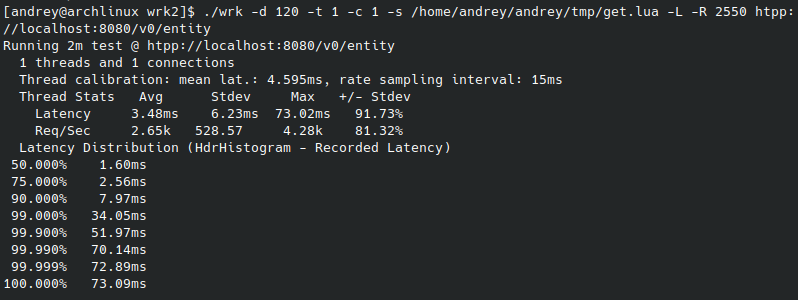 [andrey@archlinux wrk2]$ ./wrk -d 120 -t 1 -c 1 -s /home/andrey/andrey/tmp/get.lua -L -R 2550 htpp:
//localhost:8080/v0/entity
Running 2m test @ htpp://localhost:8080/v0/entity
  1 threads and 1 connections
  Thread calibration: mean lat.: 4.595ms, rate sampling interval: 15ms
  Thread Stats   Avg      Stdev     Max   +/- Stdev
    Latency     3.48ms    6.23ms  73.02ms   91.73%
    Req/Sec     2.65k   528.57     4.28k    81.32%
  Latency Distribution (HdrHistogram - Recorded Latency)
 50.000%    1.60ms
 75.000%    2.56ms
 90.000%    7.97ms
 99.000%   34.05ms
 99.900%   51.97ms
 99.990%   70.14ms
 99.999%   72.89ms
100.000%   73.09ms